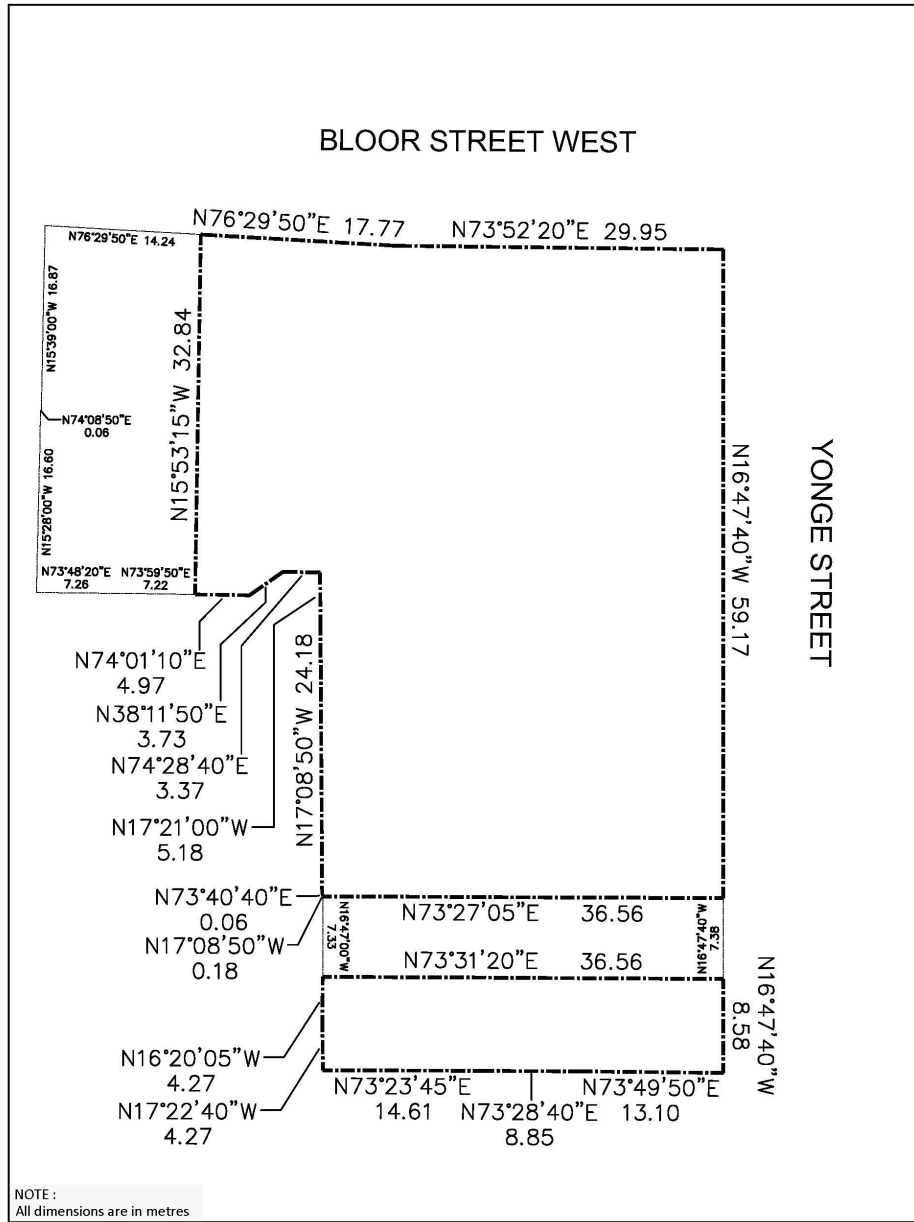 BLOOR STREET WEST
N76°29'50"E 17.77
N73°52'20"E 29.95
N76°29'50"E 14.24
N15°39'00"W 16.87
N15°53'15"W 32.84
N74°08'50"E
0.06
N15°28'00"W 16.60
N73°48'20"E
7.26
N73°59'50"E
7.22
N16°47'40"W 59.17
YONGE STREET
N74°01'10"E
4.97
N38°11'50"E
3.73
N74°28'40"E
3.37
N17°21'00"W
5.18
N17°08'50"W 24.18
N73°40'40"E
0.06
N17°08'50"W
0.18
N73°27'05"E 36.56
N16°47'00"W
7.33
N16°47'40"W
7.38
N73°31'20"E 36.56
N16°47'40"W
8.58
N16°20'05"W
4.27
N17°22'40"W
4.27
N73°23'45"E
14.61
N73°28'40"E
8.85
N73°49'50"E
13.10
NOTE :
All dimensions are in metres